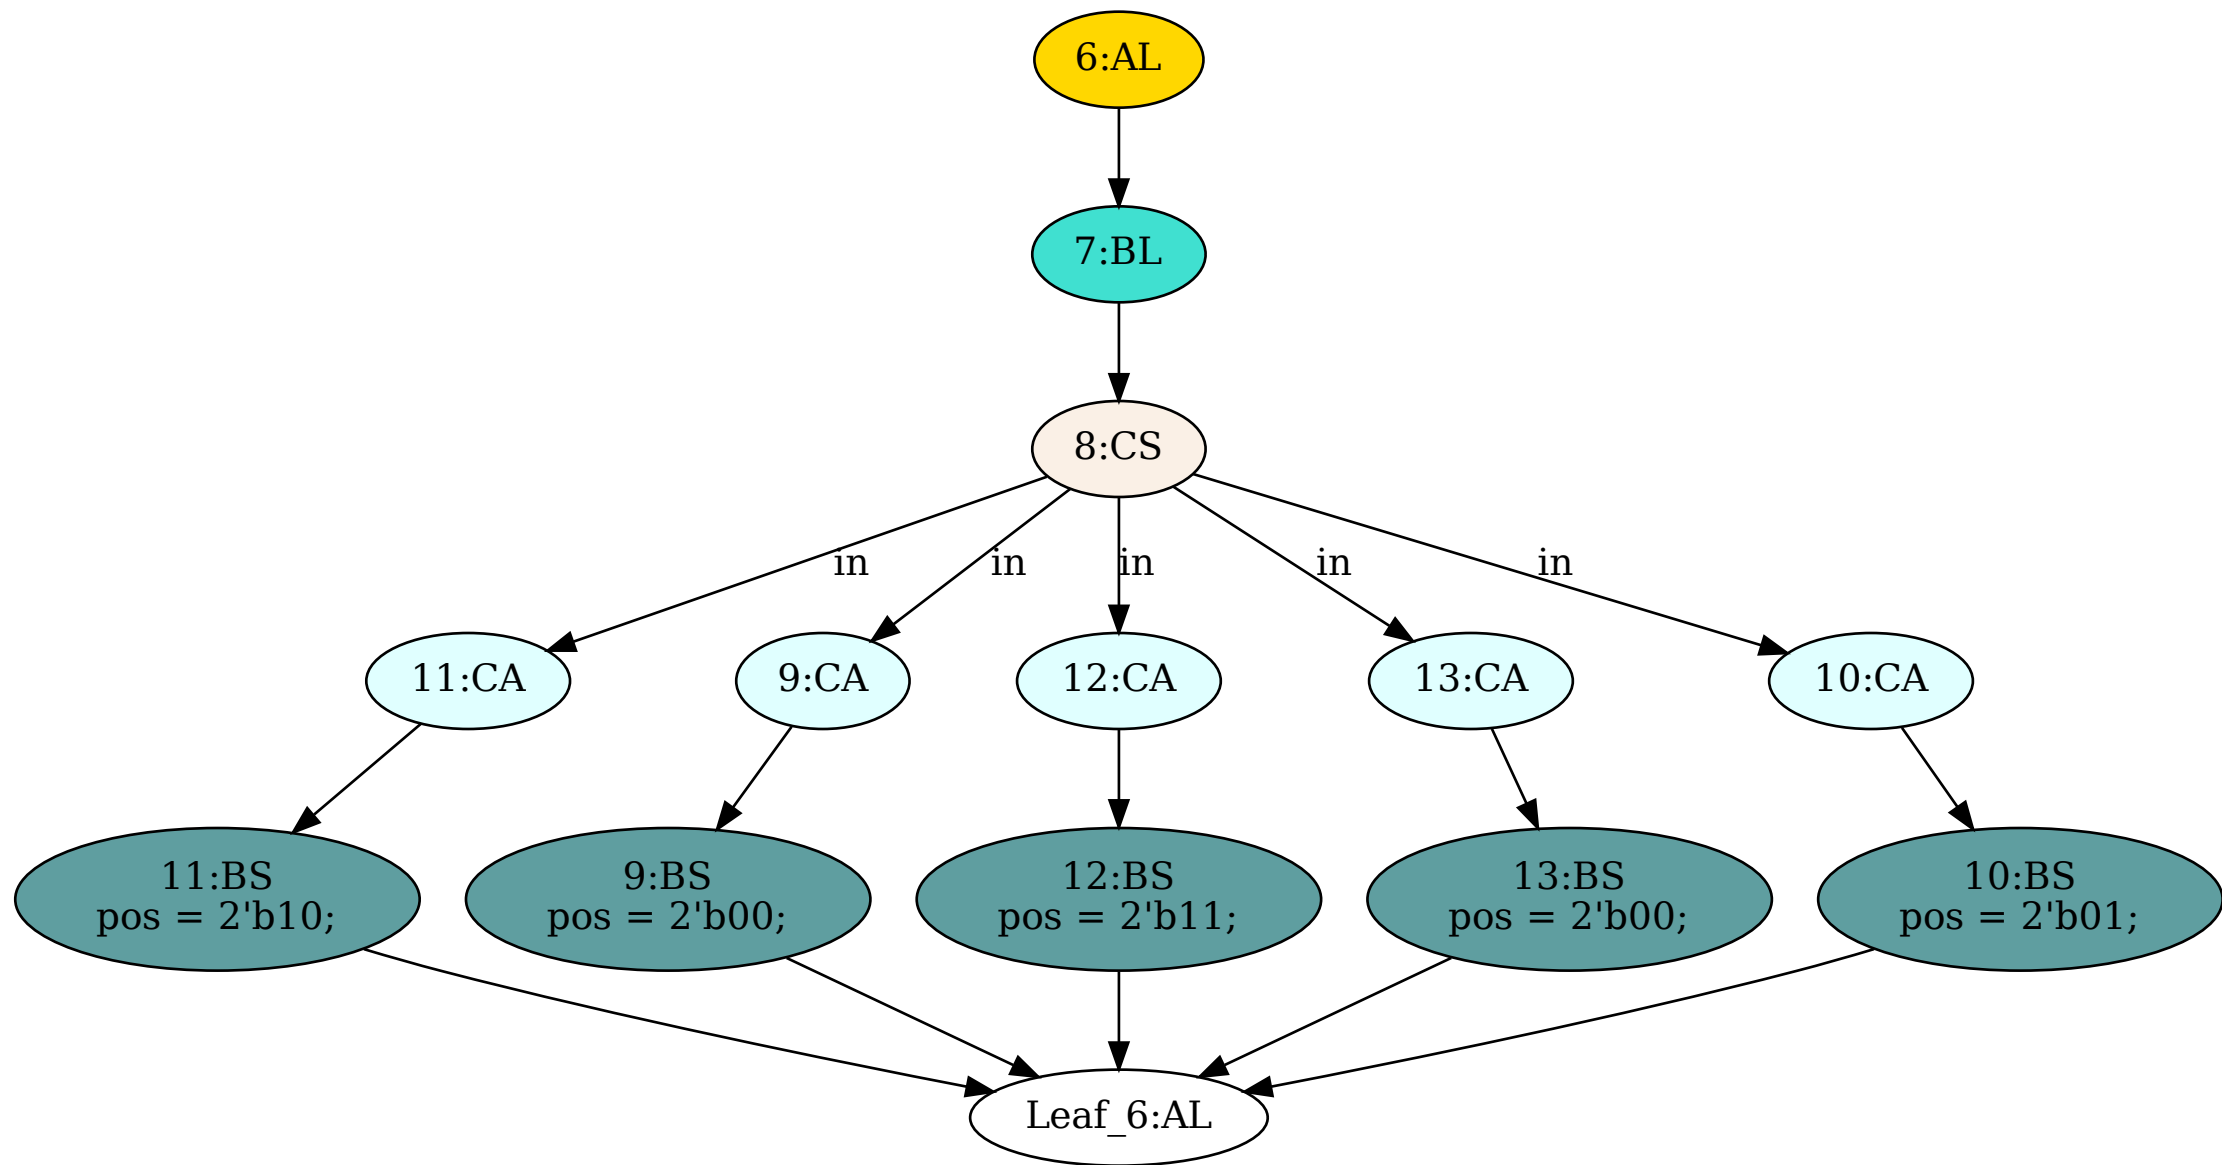 6:AL
7:BL
8:CS
in
in
in
in
in
11:CA
9:CA
12:CA
13:CA
10:CA
11:BS
pos = 2'b10;
9:BS
pos = 2'b00;
12:BS
pos = 2'b11;
13:BS
pos = 2'b00;
10:BS
pos = 2'b01;
Leaf_6:AL